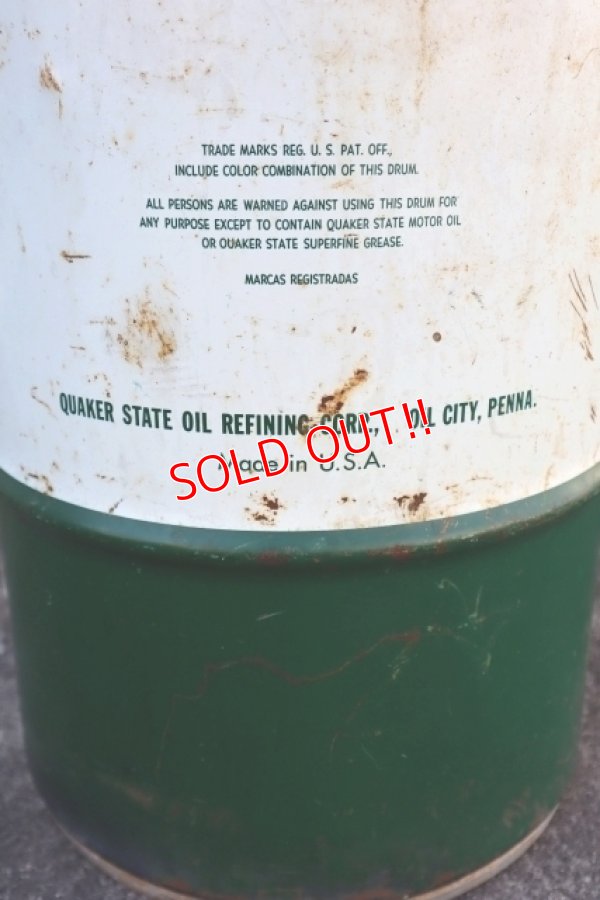 TRADE MARKS REG. U. S. PAT. OFF.,
INCLUDE COLOR COMBINATION OF THIS DRUM.
ALL PERSONS ARE WARNED AGAINST USING THIS DRUM FOR
ANY PURPOSE EXCEPT TO CONTAIN QUAKER STATE MOTOR OIL
OR QUAKER STATE SUPERFINE GREASE.
MARCAS REGISTRADAS
QUAKER STATE OIL REFINING CORP., OIL CITY, PENNA.
Made in U.S.A.
SOLD OUT!!